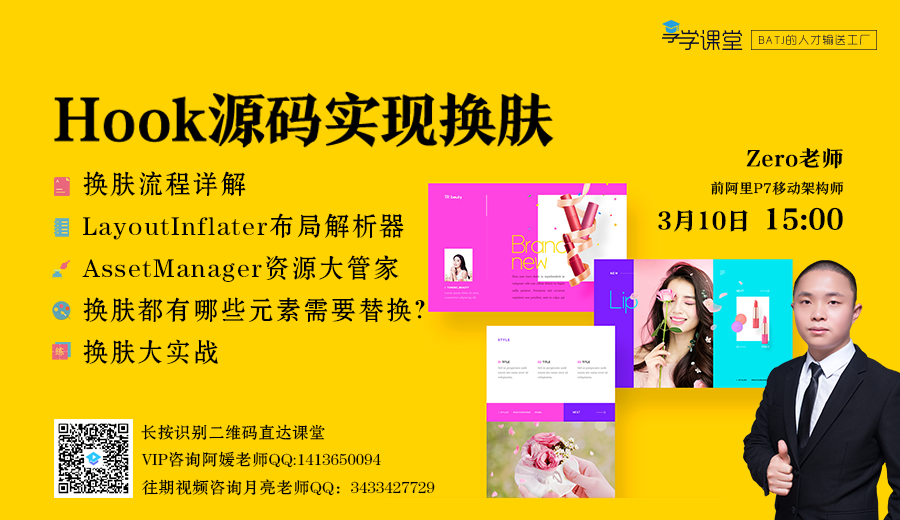 享学课堂
BATJ的人才输送工厂
Hook源码实现换肤
换肤流程详解
LayoutInflater布局解析器
AssetManager资源大管家
换肤都有哪些元素需要替换?
换肤大实战
Zero老师
前阿里P7移动架构师
3月10日 15:00
Brand
new
NEW
Lip
STYLE
TITLE
TITLE
TITLE
NEXT
长按识别二维码直达课堂
VIP咨询阿媛老师QQ:1413650094
往期视频咨询月亮老师QQ：3433427729